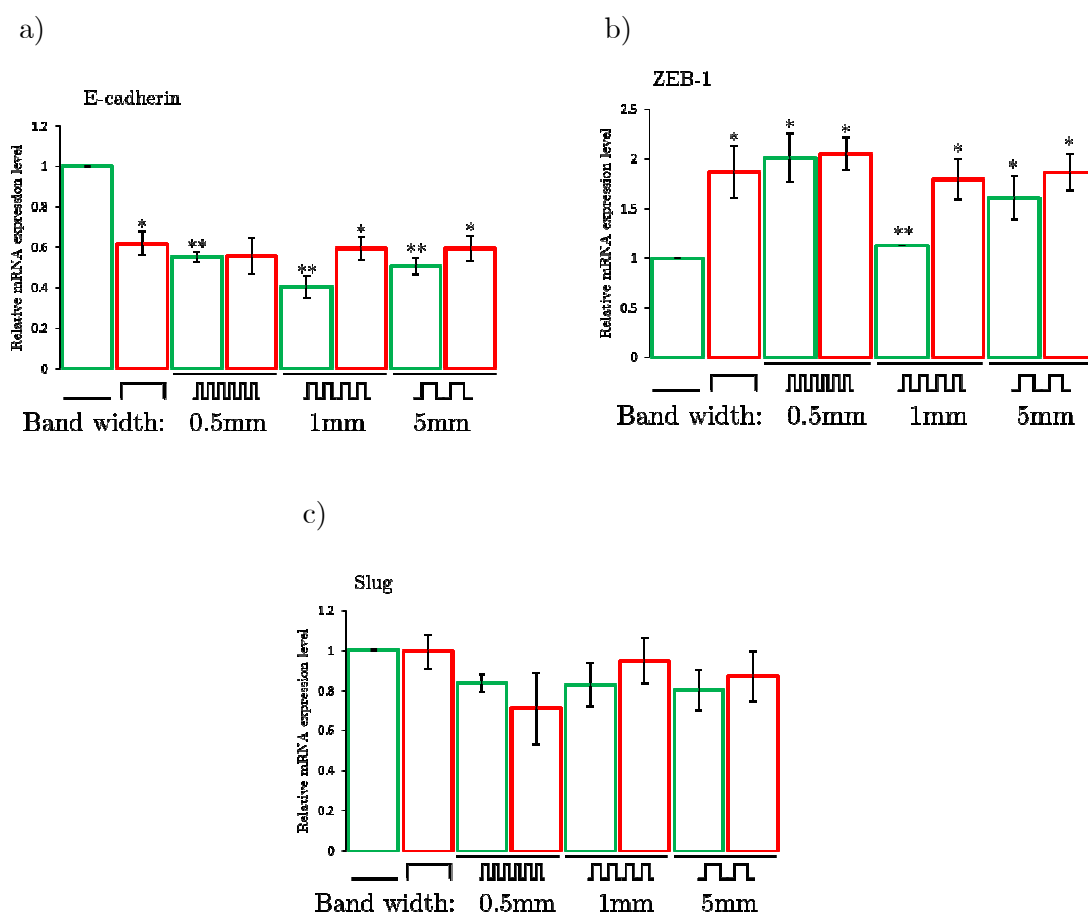 a)
E-cadherin
Relative mRNA expression level
1.2
1
0.8
0.6
0.4
0.2
0
*
**
**
*
**
*
Band width: 0.5mm 1mm 5mm
b)
ZEB-1
Relative mRNA expression level
2.5
2
1.5
1
0.5
0
*
*
*
**
*
*
*
Band width: 0.5mm 1mm 5mm
c)
Slug
Relative mRNA expression level
1.2
1
0.8
0.6
0.4
0.2
0
Band width: 0.5mm 1mm 5mm